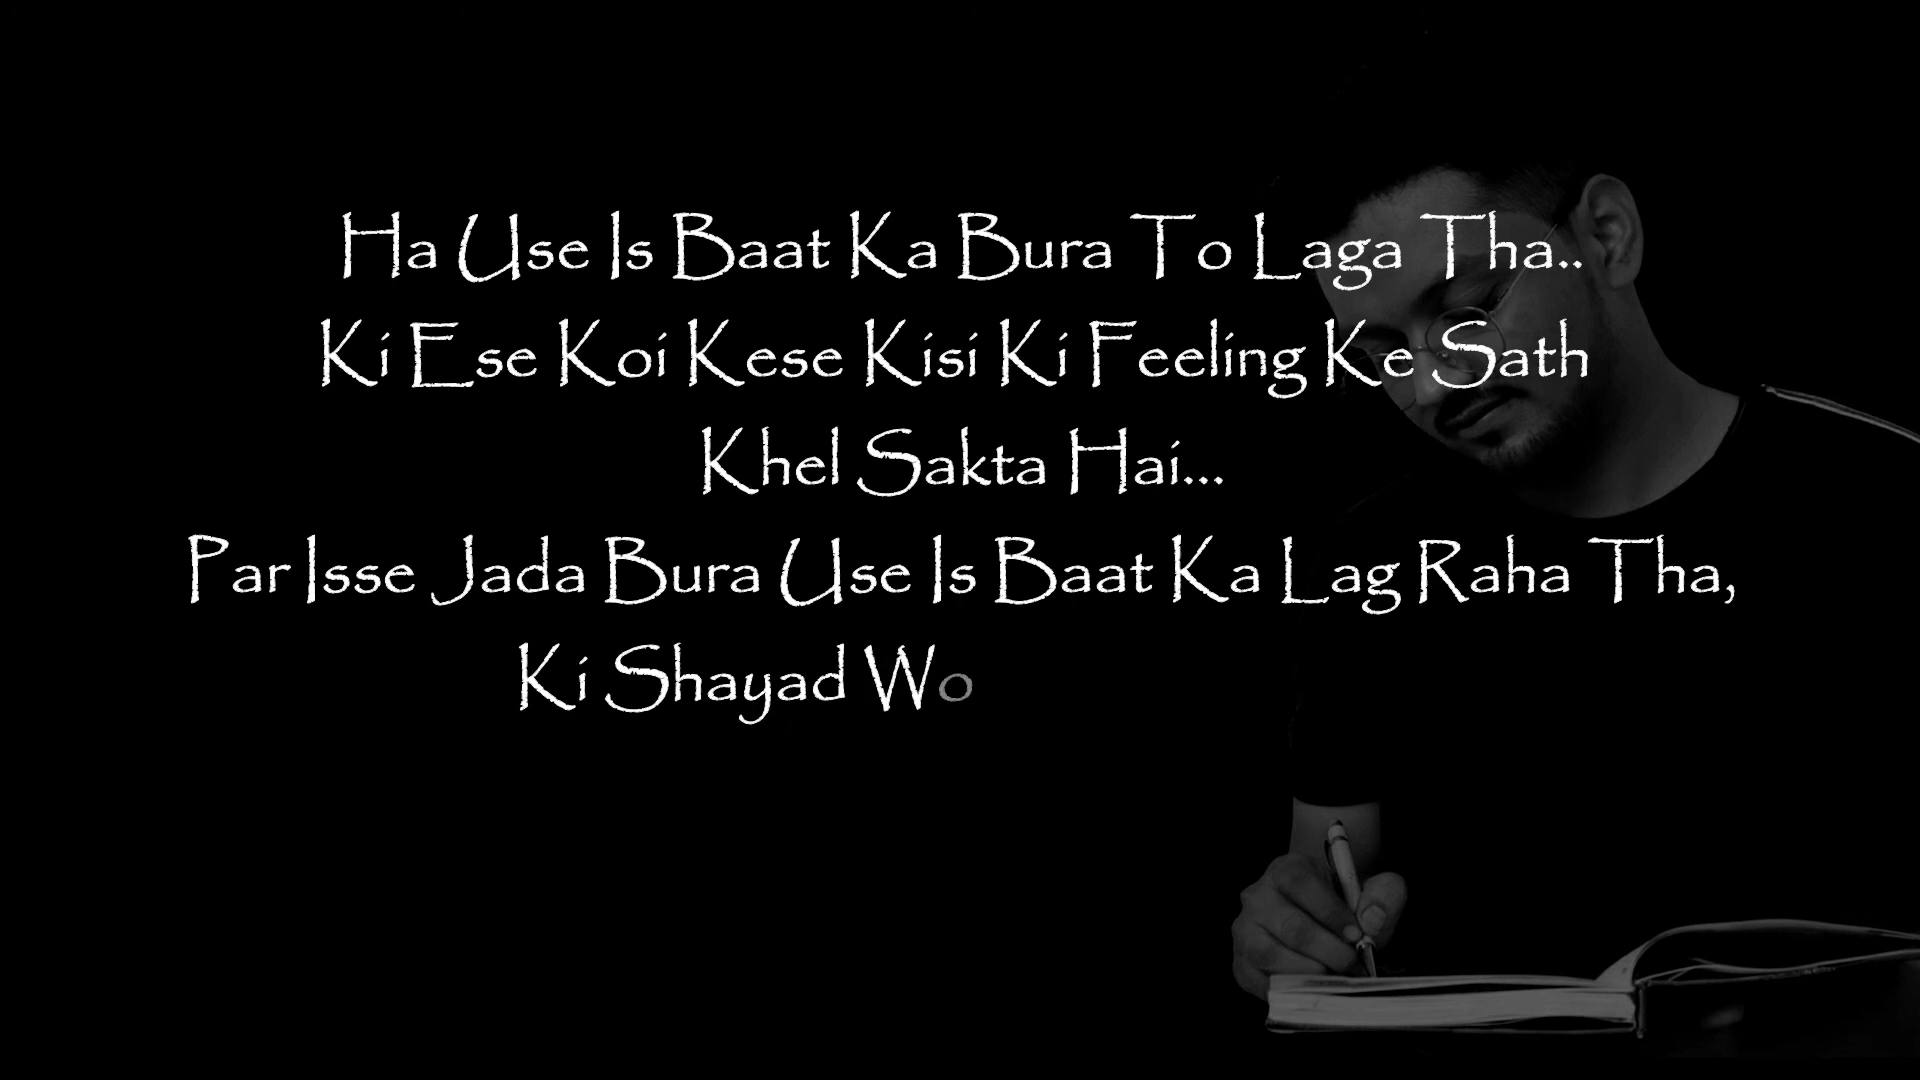 Ha Use Is Baat Ka Bura To Laga Tha..
Ki Ese Koi Kese Kisi Ki Feeling Ke Sath
Khel Sakta Hai...
Par Isse Jada Bura Use Is Baat Ka Lag Raha Tha,
Ki Shayad Wo